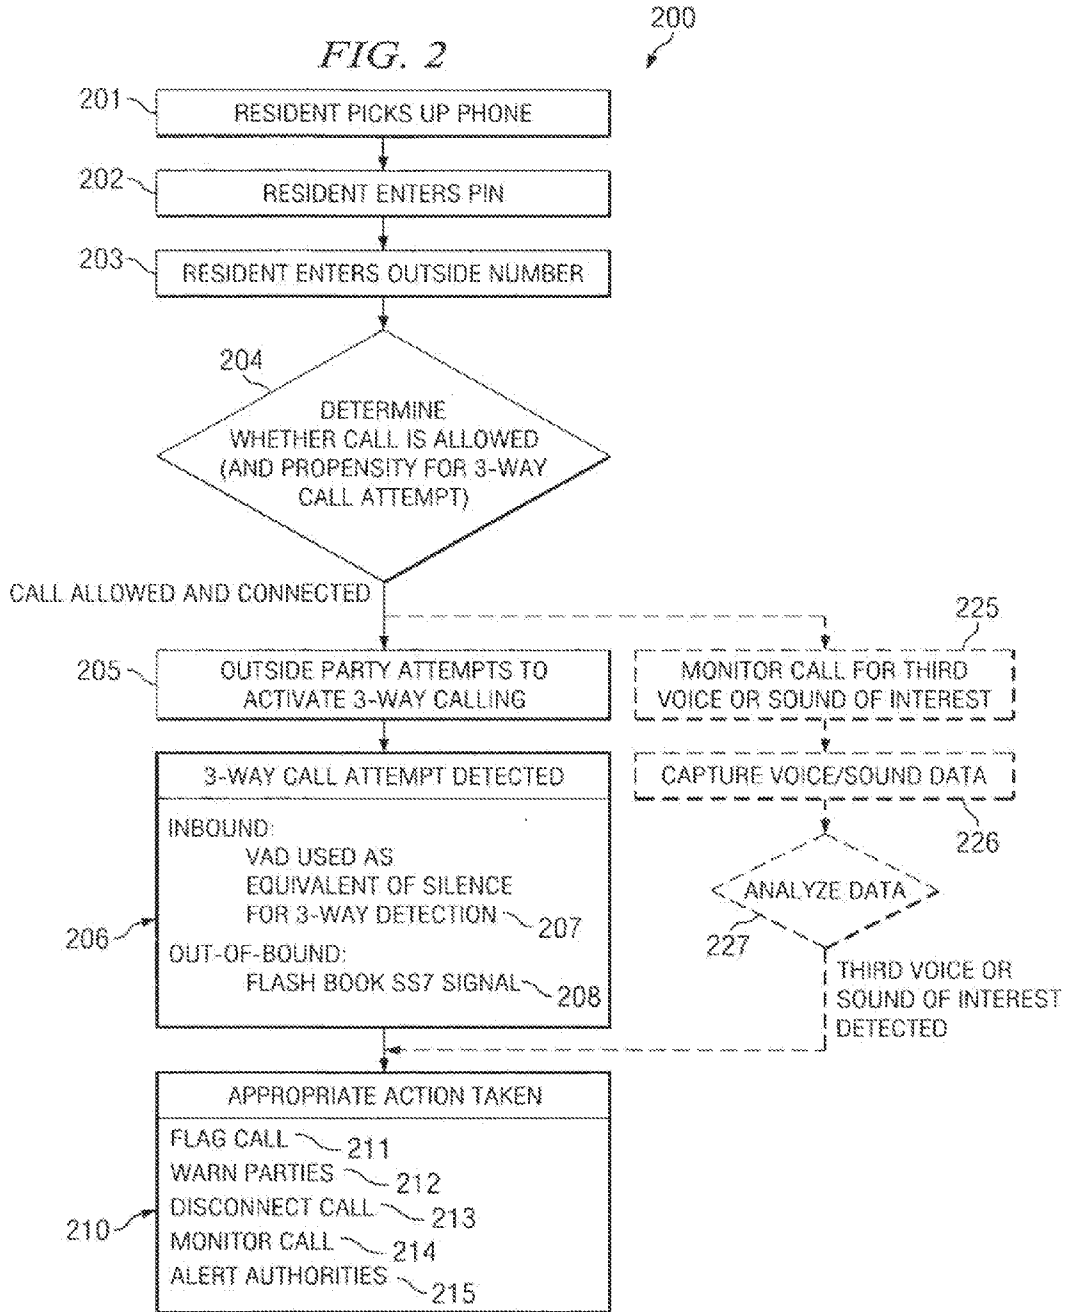 FIG. 2
200
201
RESIDENT PICKS UP PHONE
202
RESIDENT ENTERS PIN
203
RESIDENT ENTERS OUTSIDE NUMBER
204
DETERMINE
WHETHER CALL IS ALLOWED
(AND PROPENSITY FOR 3-WAY
CALL ATTEMPT)
CALL ALLOWED AND CONNECTED
205
OUTSIDE PARTY ATTEMPTS TO
ACTIVATE 3-WAY CALLING
225
MONITOR CALL FOR THIRD
VOICE OR SOUND OF INTEREST
206
3-WAY CALL ATTEMPT DETECTED
INBOUND:
VAD USED AS
EQUIVALENT OF SILENCE
FOR 3-WAY DETECTION 207
OUT-OF-BOUND:
FLASH BOOK SS7 SIGNAL 208
CAPTURE VOICE/SOUND DATA
226
ANALYZE DATA
227
THIRD VOICE OR
SOUND OF INTEREST
DETECTED
210
APPROPRIATE ACTION TAKEN
FLAG CALL 211
WARN PARTIES 212
DISCONNECT CALL 213
MONITOR CALL 214
ALERT AUTHORITIES 215